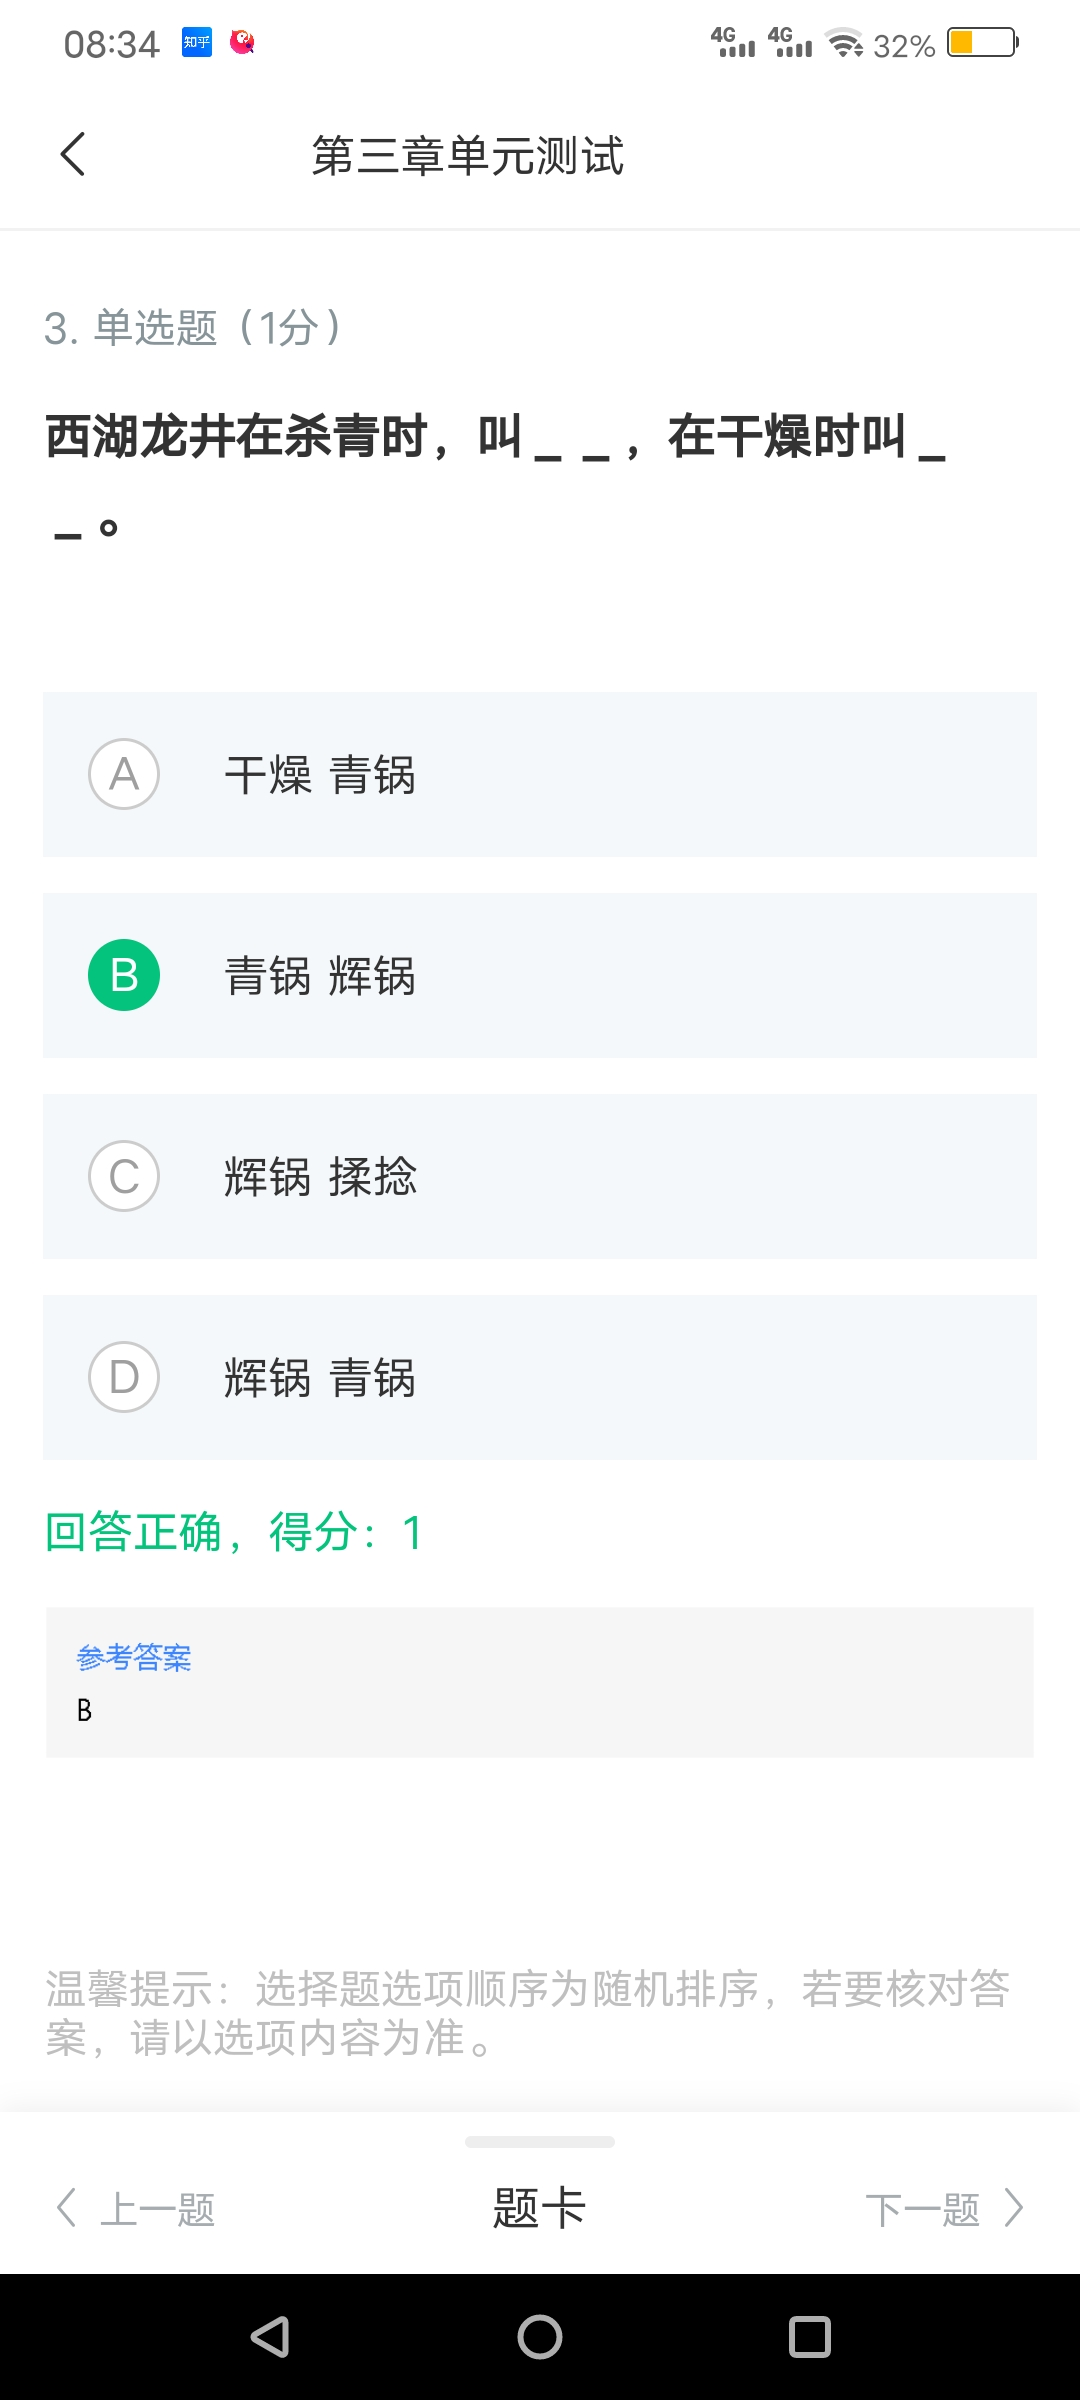 08:34 知乎 4G 4G 32%
第三章单元测试
3. 单选题（1分）
西湖龙井在杀青时，叫_ _，在干燥时叫_
_。
A 干燥 青锅
B 青锅 辉锅
C 辉锅 揉捻
D 辉锅 青锅
回答正确，得分：1
参考答案
B
温馨提示：选择题选项顺序为随机排序，若要核对答
案，请以选项内容为准。
上一题 题卡 下一题